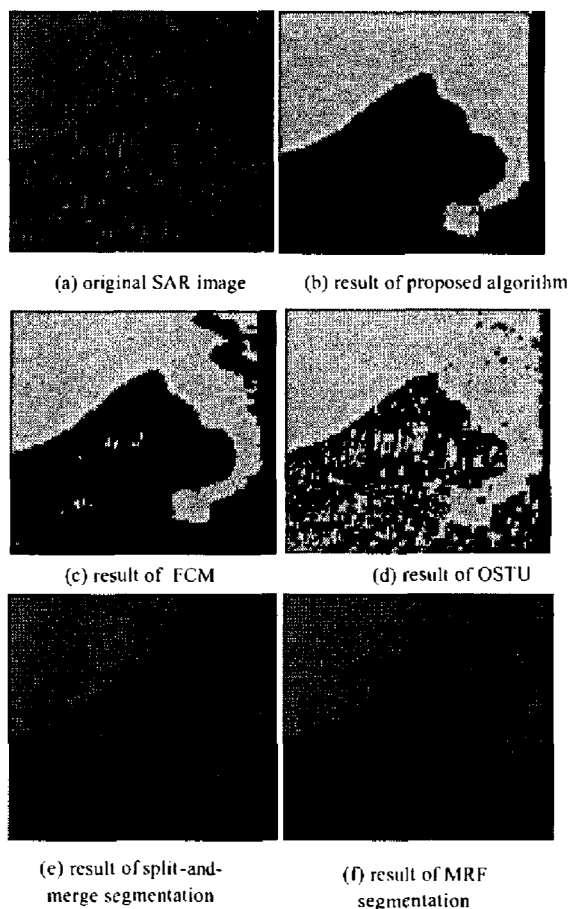 (a) original SAR image
(b) result of proposed algorithm
(c) result of FCM
(d) result of OSTU
(e) result of split-and-
merge segmentation
(f) result of MRF
segmentation